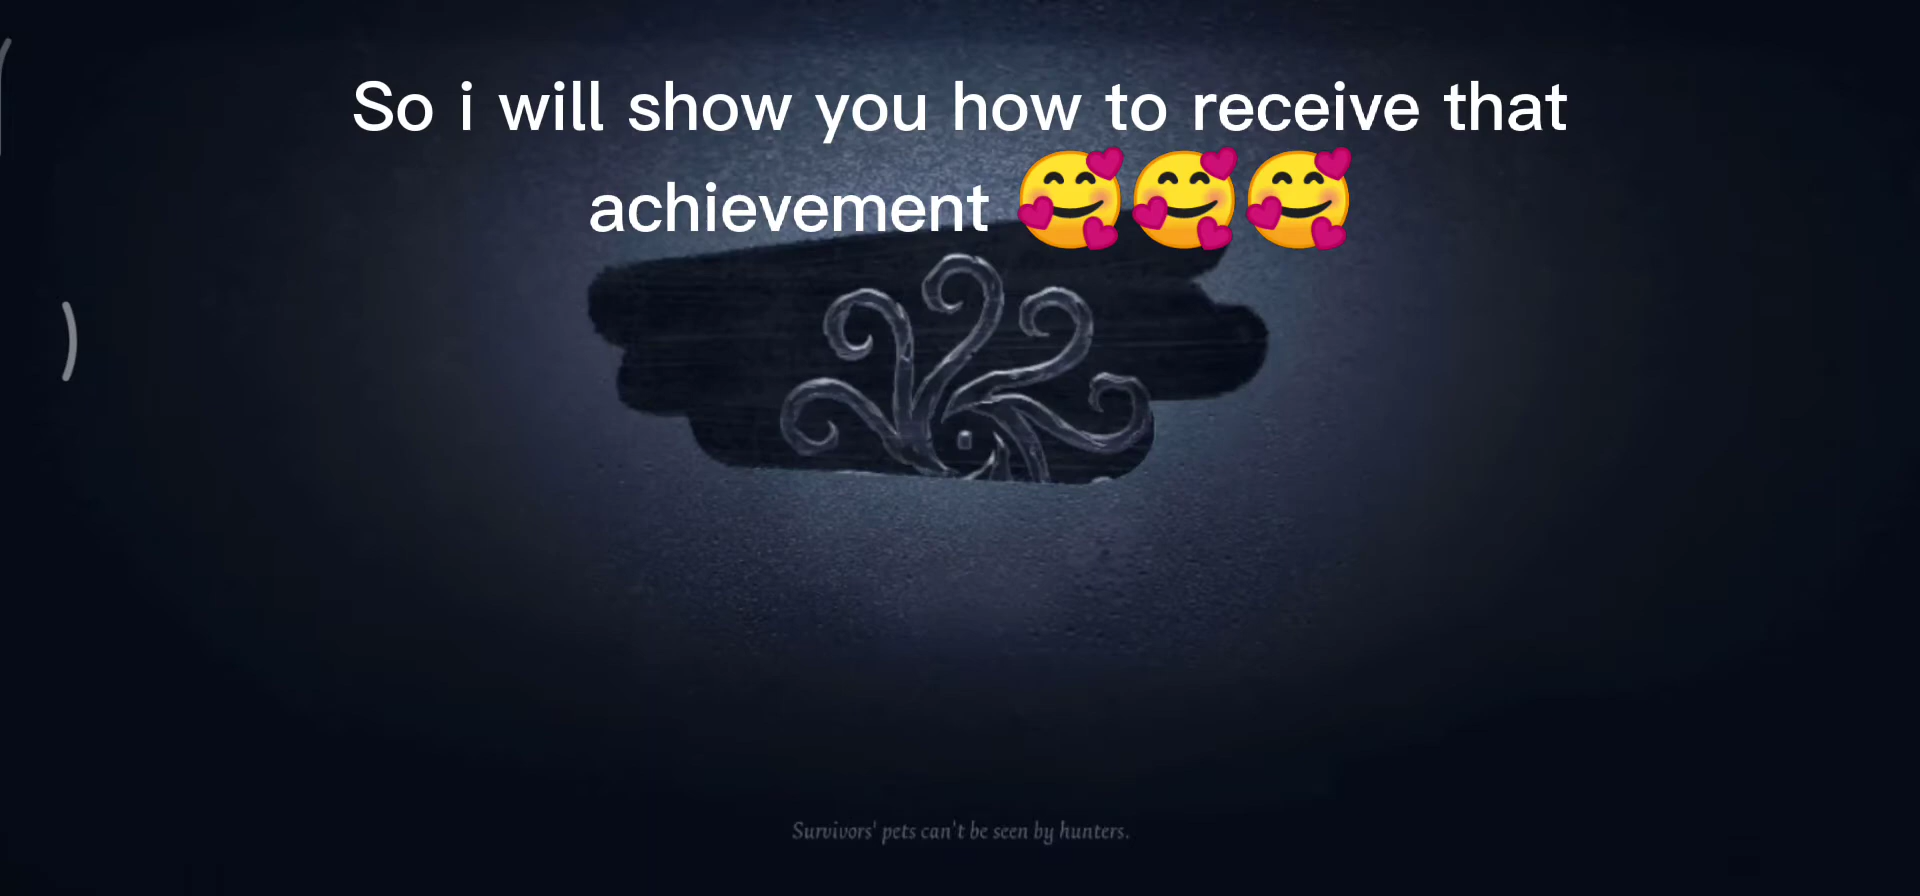 So i will show you how to receive that
achievement 🥰🥰🥰
Survivors' pets can't be seen by hunters.